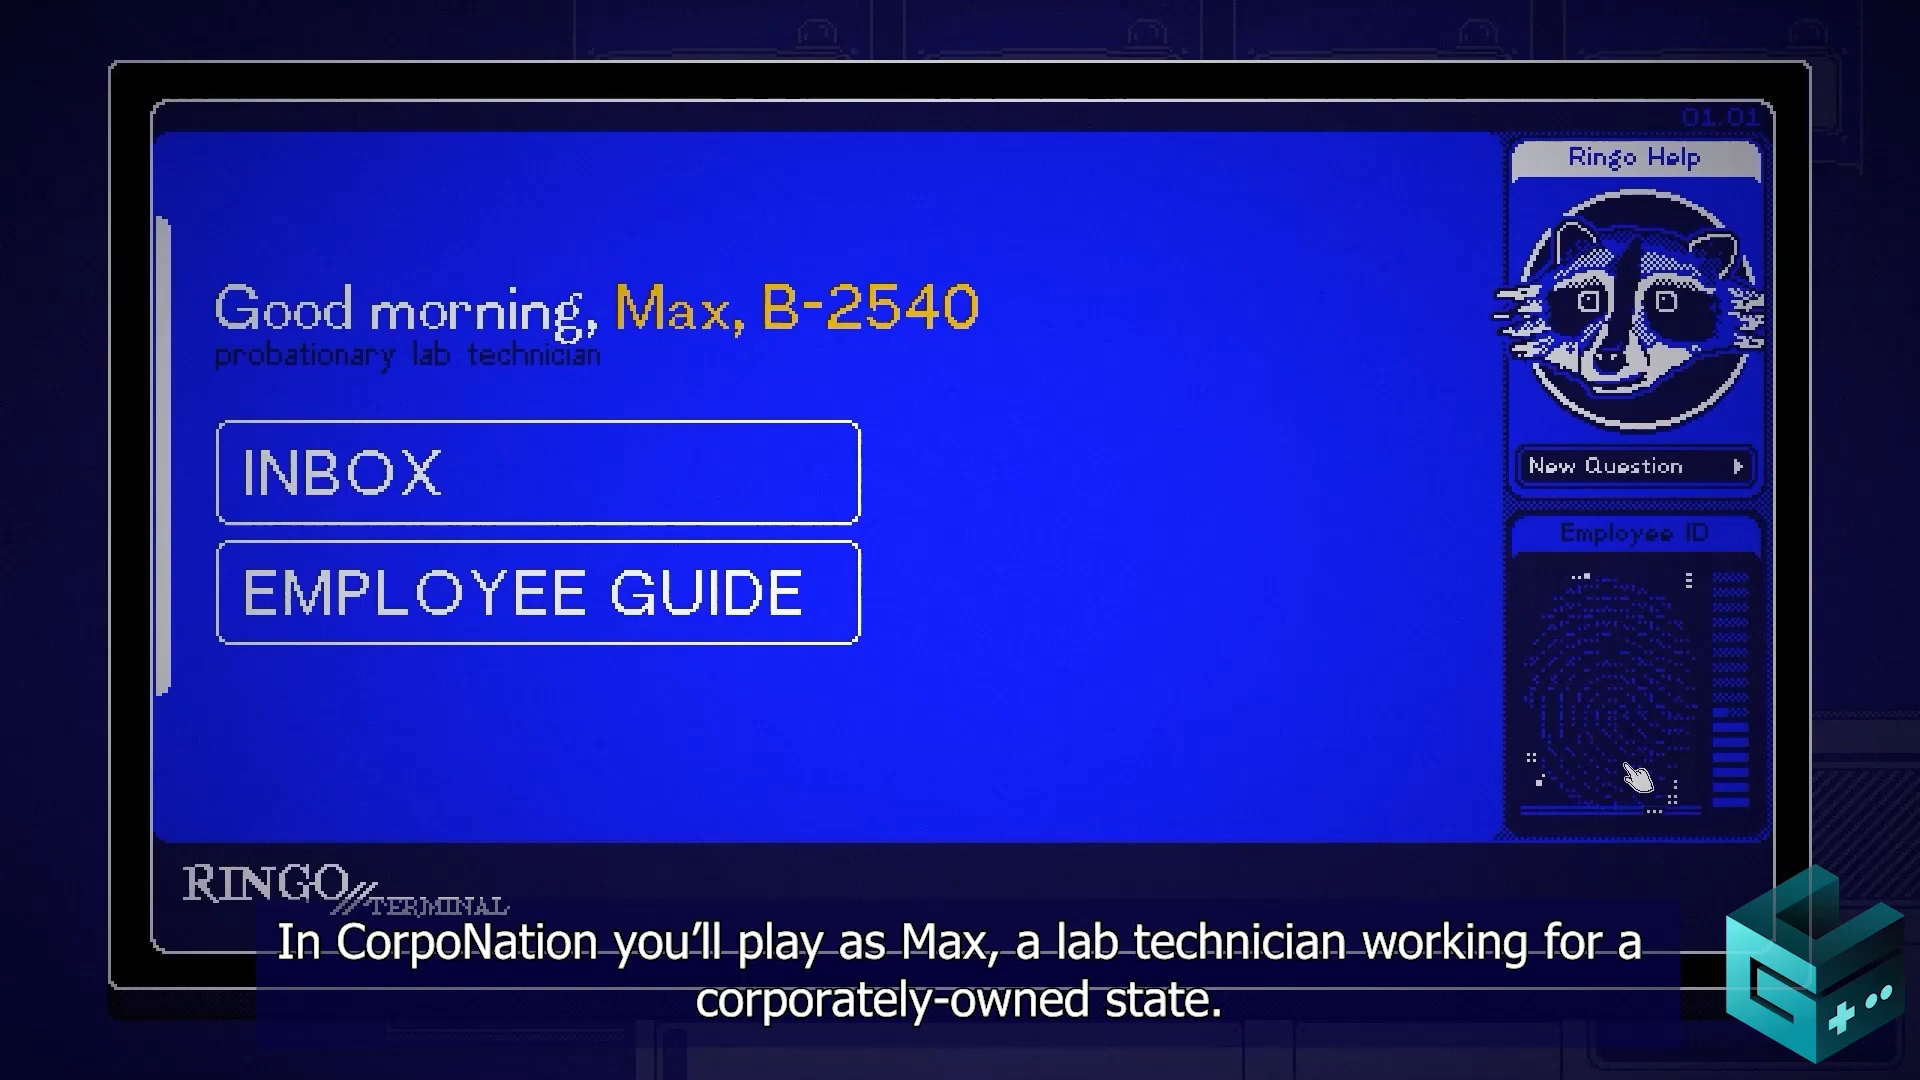 01.01
Ringo Help
Good morning, Max, B-2540
probationary lab technician
INBOX
EMPLOYEE GUIDE
New Question
Employee ID
RINGO//TERMINAL
In CorpoNation you’ll play as Max, a lab technician working for a
corporately-owned state.